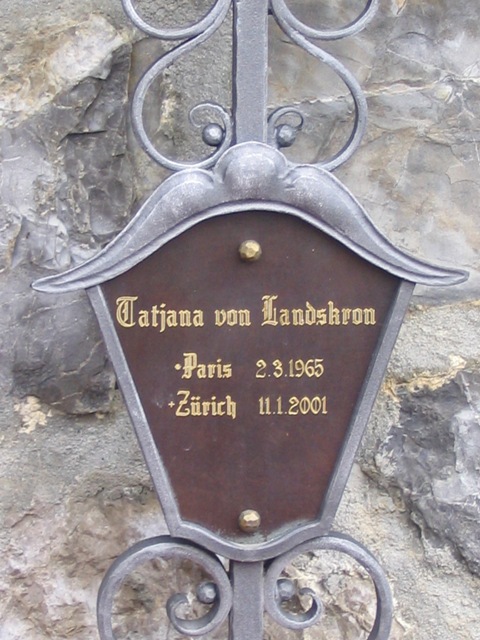 Tatjana von Landskron
*Paris 2.3.1965
+Zürich 11.1.2001